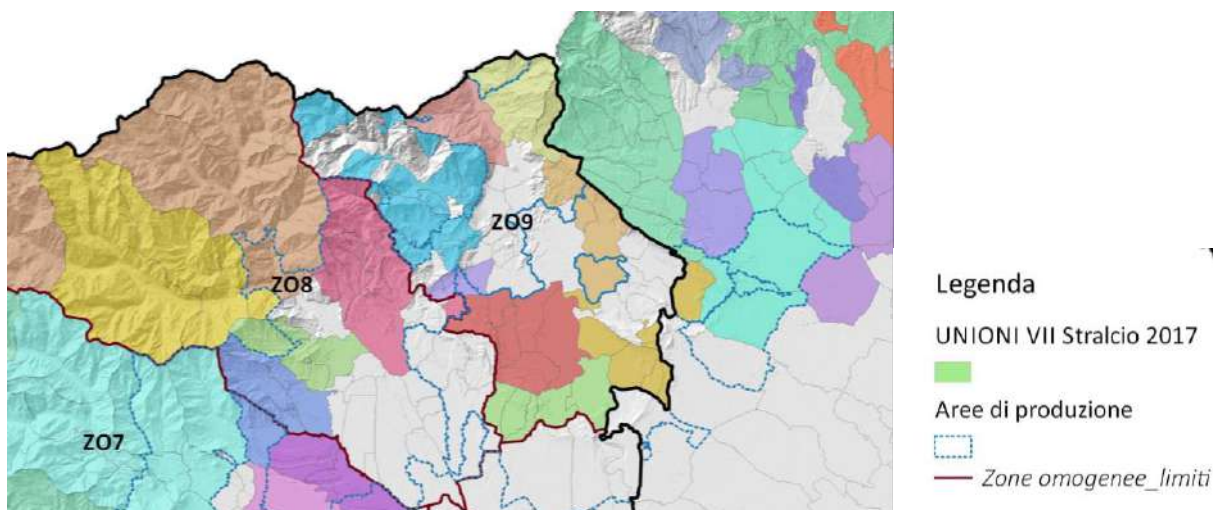 ZO9
ZO8
ZO7
Legenda
UNIONI VII Stralcio 2017
Aree di produzione
Zone omogenee_limiti